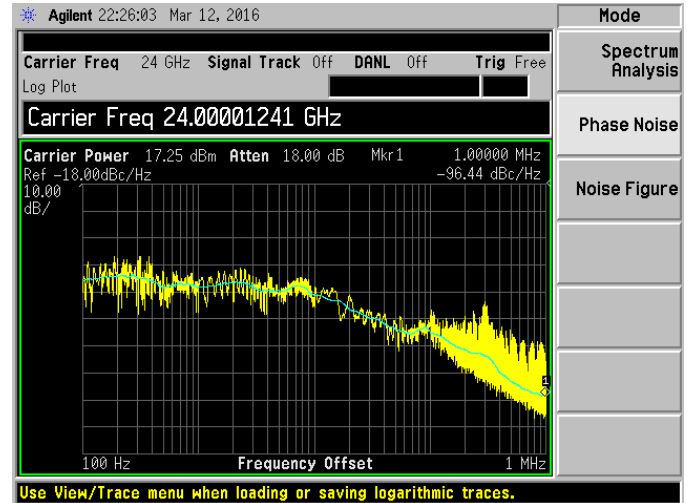 Agilent 22:26:03 Mar 12, 2016
Mode
Carrier Freq 24 GHz Signal Track Off DANL Off Trig Free
Log Plot
Carrier Freq 24.00001241 GHz
Carrier Power 17.25 dBm Atten 18.00 dB Mkr1 1.00000 MHz
Ref -18.00dBc/Hz -96.44 dBc/Hz
10.00
dB/
1
100 Hz Frequency Offset 1 MHz
Spectrum
Analysis
Phase Noise
Noise Figure
Use View/Trace menu when loading or saving logarithmic traces.